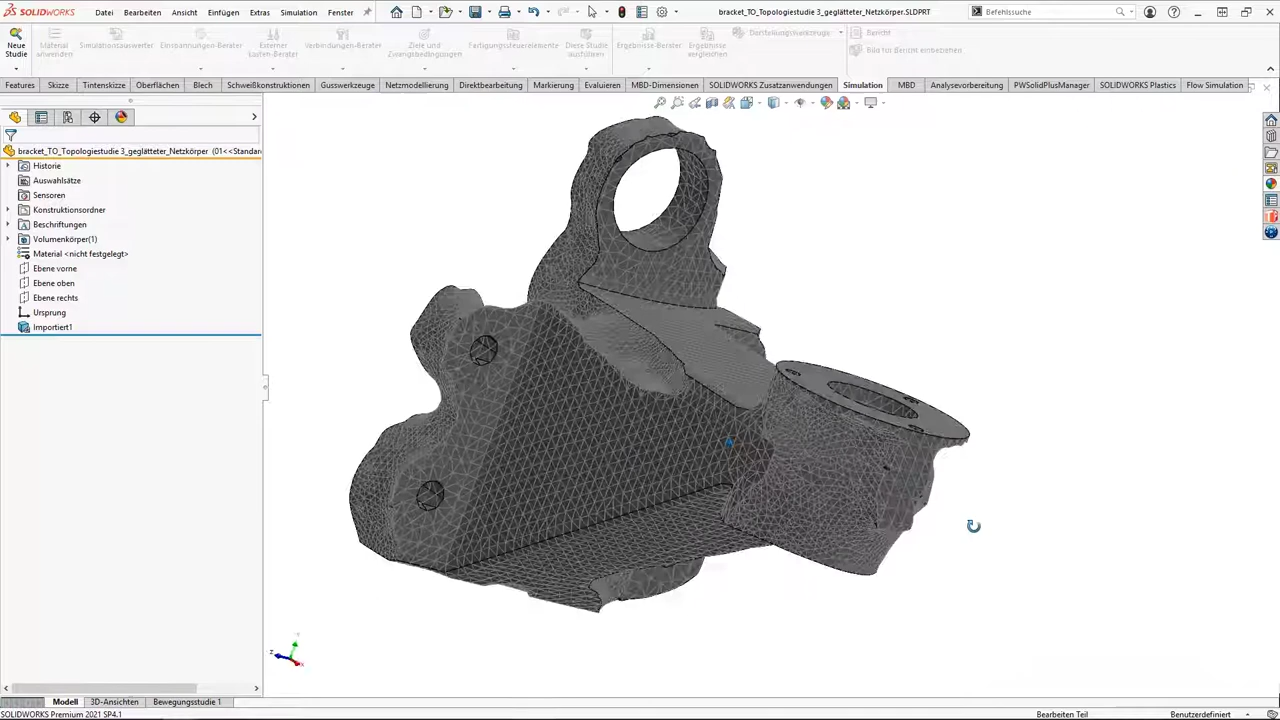 SOLIDWORKS Datei Bearbeiten Ansicht Einfügen Extras Simulation Fenster bracket_TO_Topologiestudie 3_geglätteter_Netzkörper.SLDPRT Befehlssuche
Neue Studie
Material anwenden
Simulationsauswerter
Einspannungen-Berater
Externer Lasten-Berater
Verbindungen-Berater
Ziele und Zwangsbedingungen
Fertigungssteuerelemente
Diese Studie ausführen
Ergebnisse-Berater
Ergebnisse vergleichen
Darstellungswerkzeuge
Bericht
Bild für Bericht einbeziehen
Features Skizze Tintenskizze Oberflächen Blech Schweißkonstruktionen Gusswerkzeuge Netzmodellierung Direktbearbeitung Markierung Evaluieren MBD-Dimensionen SOLIDWORKS Zusatzanwendungen Simulation MBD Analysevorbereitung PWSolidPlusManager SOLIDWORKS Plastics Flow Simulation
bracket_TO_Topologiestudie 3_geglätteter_Netzkörper (01<<Standar
Historie
Auswahlsätze
Sensoren
Konstruktionsordner
Beschriftungen
Volumenkörper(1)
Material <nicht festgelegt>
Ebene vorne
Ebene oben
Ebene rechts
Ursprung
Importiert1
Modell 3D-Ansichten Bewegungsstudie 1
SOLIDWORKS Premium 2021 SP4.1 Bearbeiten Teil Benutzerdefiniert